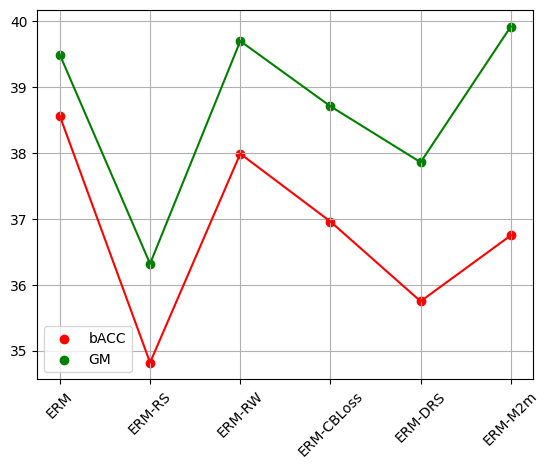 40
39
38
37
36
35
bACC
GM
ERM
ERM-RS
ERM-RW
ERM-CBLoss
ERM-DRS
ERM-M2m